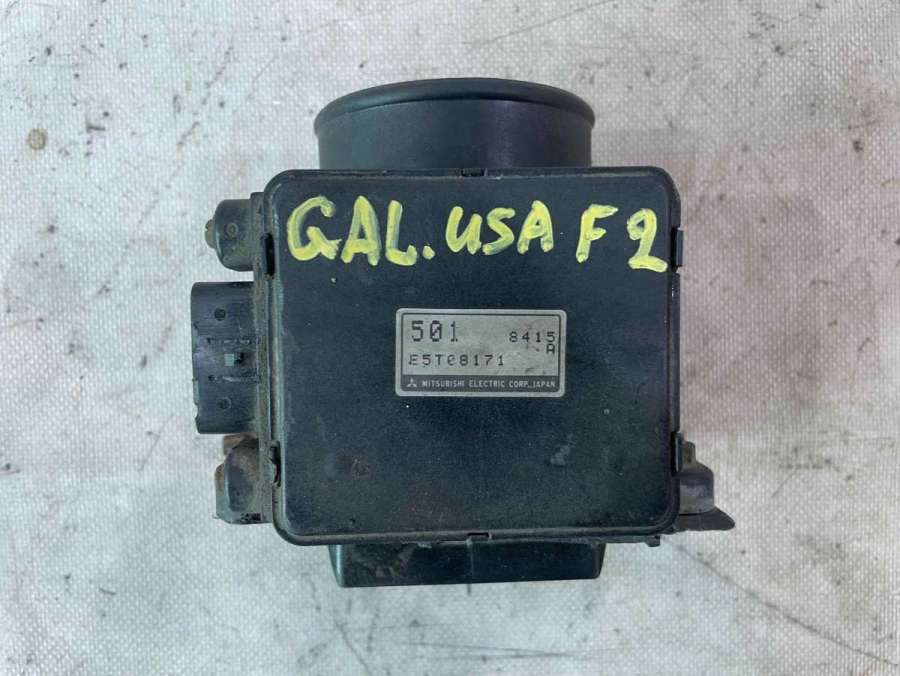 GAL. USA F2
501 8415
A
E5T08171
MITSUBISHI ELECTRIC CORP., JAPAN